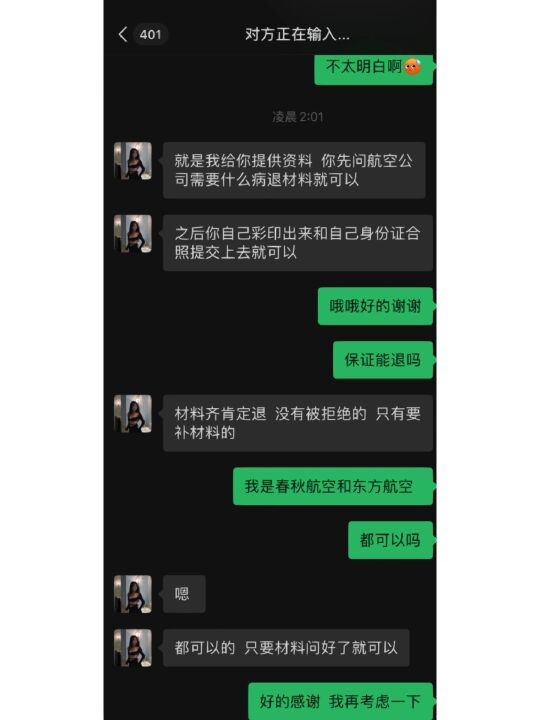 401
对方正在输入...
不太明白啊🥵
凌晨 2:01
就是我给你提供资料 你先问航空公
司需要什么病退材料就可以
之后你自己彩印出来和自己身份证合
照提交上去就可以
哦哦好的谢谢
保证能退吗
材料齐肯定退 没有被拒绝的 只有要
补材料的
我是春秋航空和东方航空
都可以吗
嗯
都可以的 只要材料问好了就可以
好的感谢 我再考虑一下